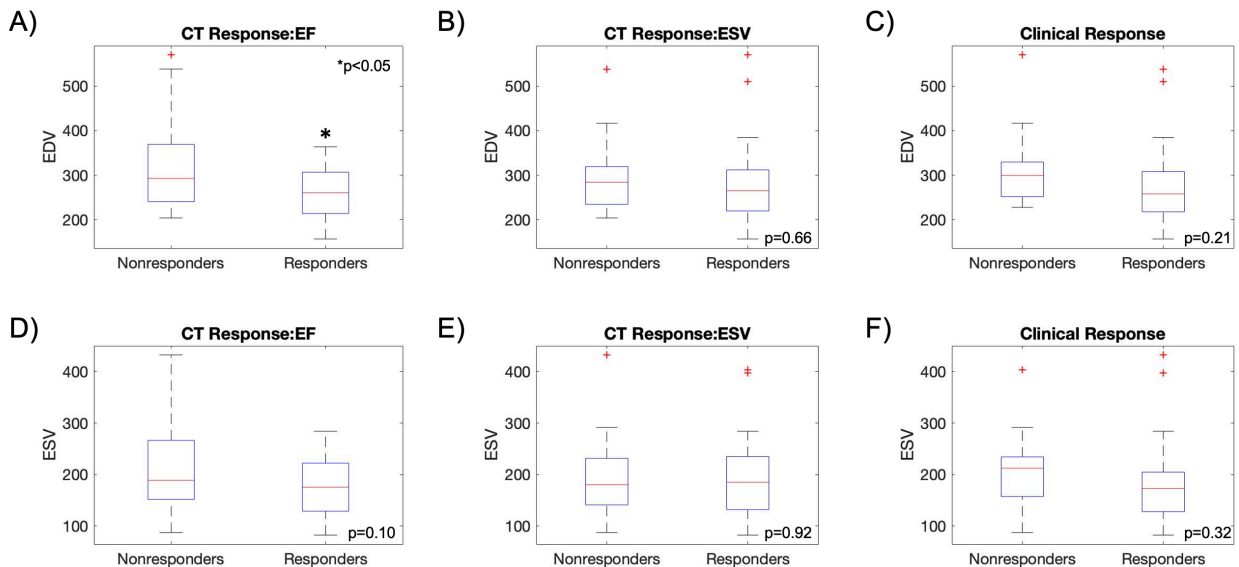 A)
CT Response:EF
*p<0.05
*
500
400
300
200
EDV
Nonresponders
Responders
B)
CT Response:ESV
500
400
300
200
EDV
p=0.66
Nonresponders
Responders
C)
Clinical Response
500
400
300
200
EDV
p=0.21
Nonresponders
Responders
D)
CT Response:EF
400
300
200
100
ESV
p=0.10
Nonresponders
Responders
E)
CT Response:ESV
400
300
200
100
ESV
p=0.92
Nonresponders
Responders
F)
Clinical Response
400
300
200
100
ESV
p=0.32
Nonresponders
Responders